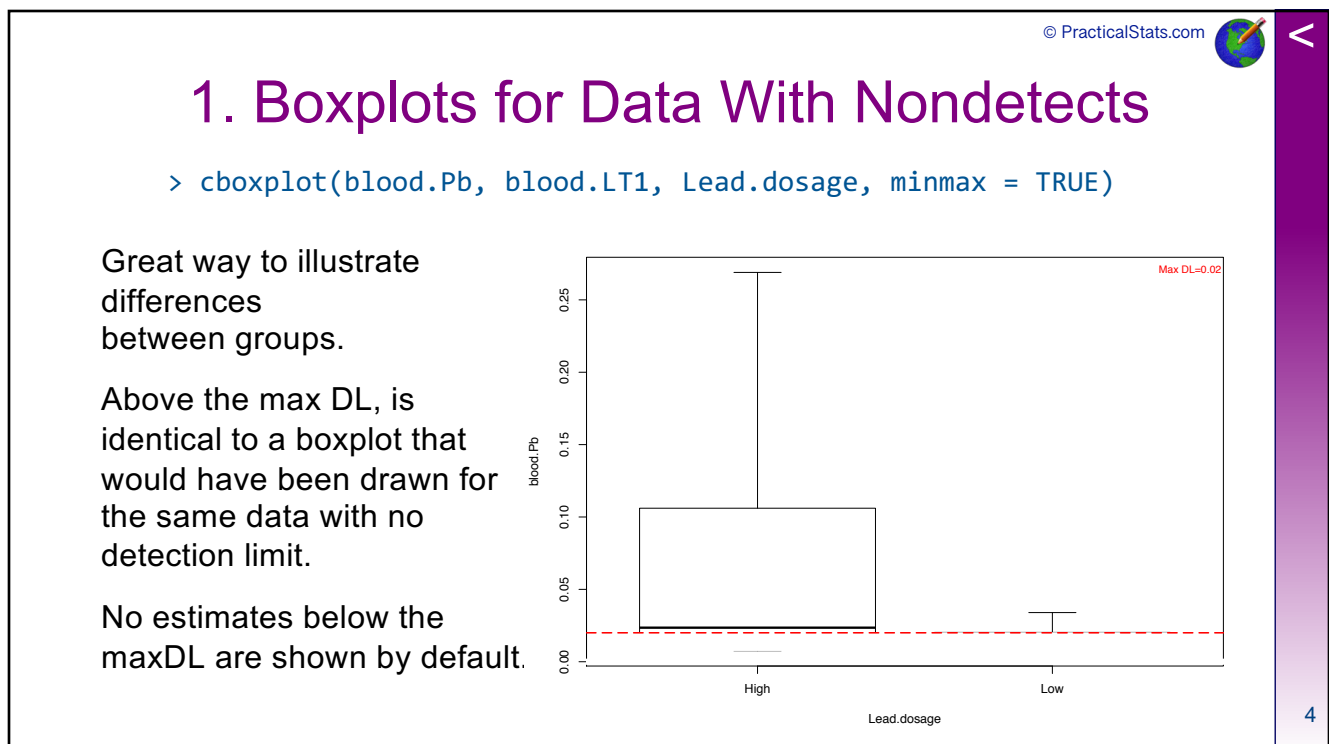 © PracticalStats.com
<
1. Boxplots for Data With Nondetects
> cboxplot(blood.Pb, blood.LT1, Lead.dosage, minmax = TRUE)
Great way to illustrate
differences
between groups.
Above the max DL, is
identical to a boxplot that
would have been drawn for
the same data with no
detection limit.
No estimates below the
maxDL are shown by default.
Max DL=0.02
0.25
0.20
0.15
0.10
0.05
0.00
blood.Pb
High Low
Lead.dosage
4